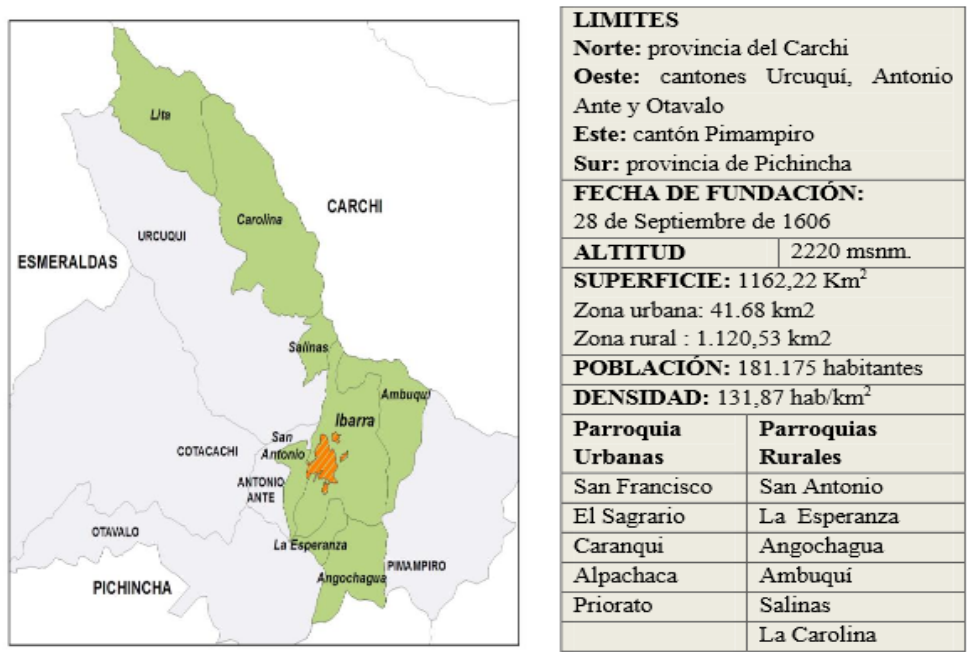 Lita
Carolina
CARCHI
URCUQUI
ESMERALDAS
Salinas
Ambuqui
Ibarra
San
Antonio
COTACACHI
ANTONIO
ANTE
OTAVALO
La Esperanza
PIMAMPIRO
Angochagua
PICHINCHA
LIMITES
Norte: provincia del Carchi
Oeste: cantones Urcuquí, Antonio
Ante y Otavalo
Este: cantón Pimampiro
Sur: provincia de Pichincha
FECHA DE FUNDACIÓN:
28 de Septiembre de 1606
ALTITUD 2220 msnm.
SUPERFICIE: 1162,22 Km²
Zona urbana: 41.68 km2
Zona rural : 1.120,53 km2
POBLACIÓN: 181.175 habitantes
DENSIDAD: 131,87 hab/km²
Parroquia Parroquias
Urbanas Rurales
San Francisco San Antonio
El Sagrario La Esperanza
Caranqui Angochagua
Alpachaca Ambuquí
Priorato Salinas
La Carolina